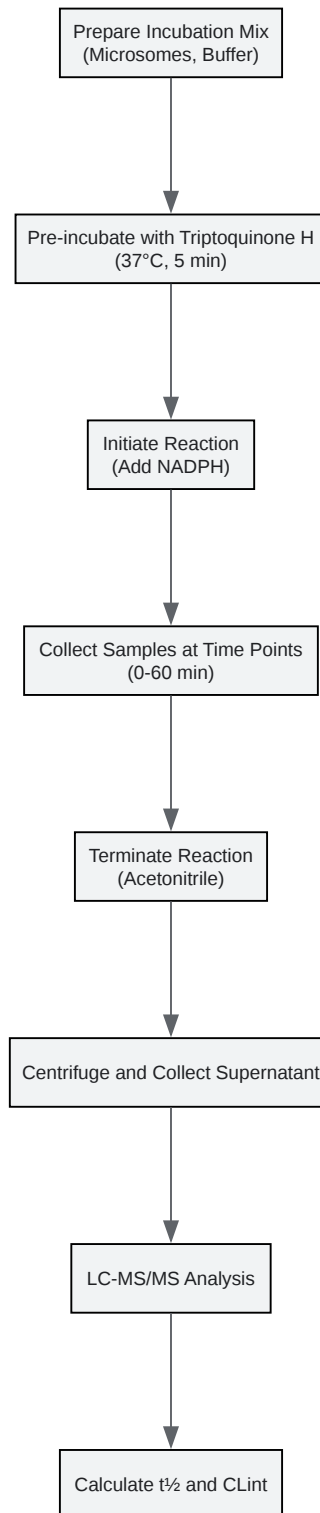 Prepare Incubation Mix
(Microsomes, Buffer)
Pre-incubate with Triptoquinone H
(37°C, 5 min)
Initiate Reaction
(Add NADPH)
Collect Samples at Time Points
(0-60 min)
Terminate Reaction
(Acetonitrile)
Centrifuge and Collect Supernatant
LC-MS/MS Analysis
Calculate t½ and CLint